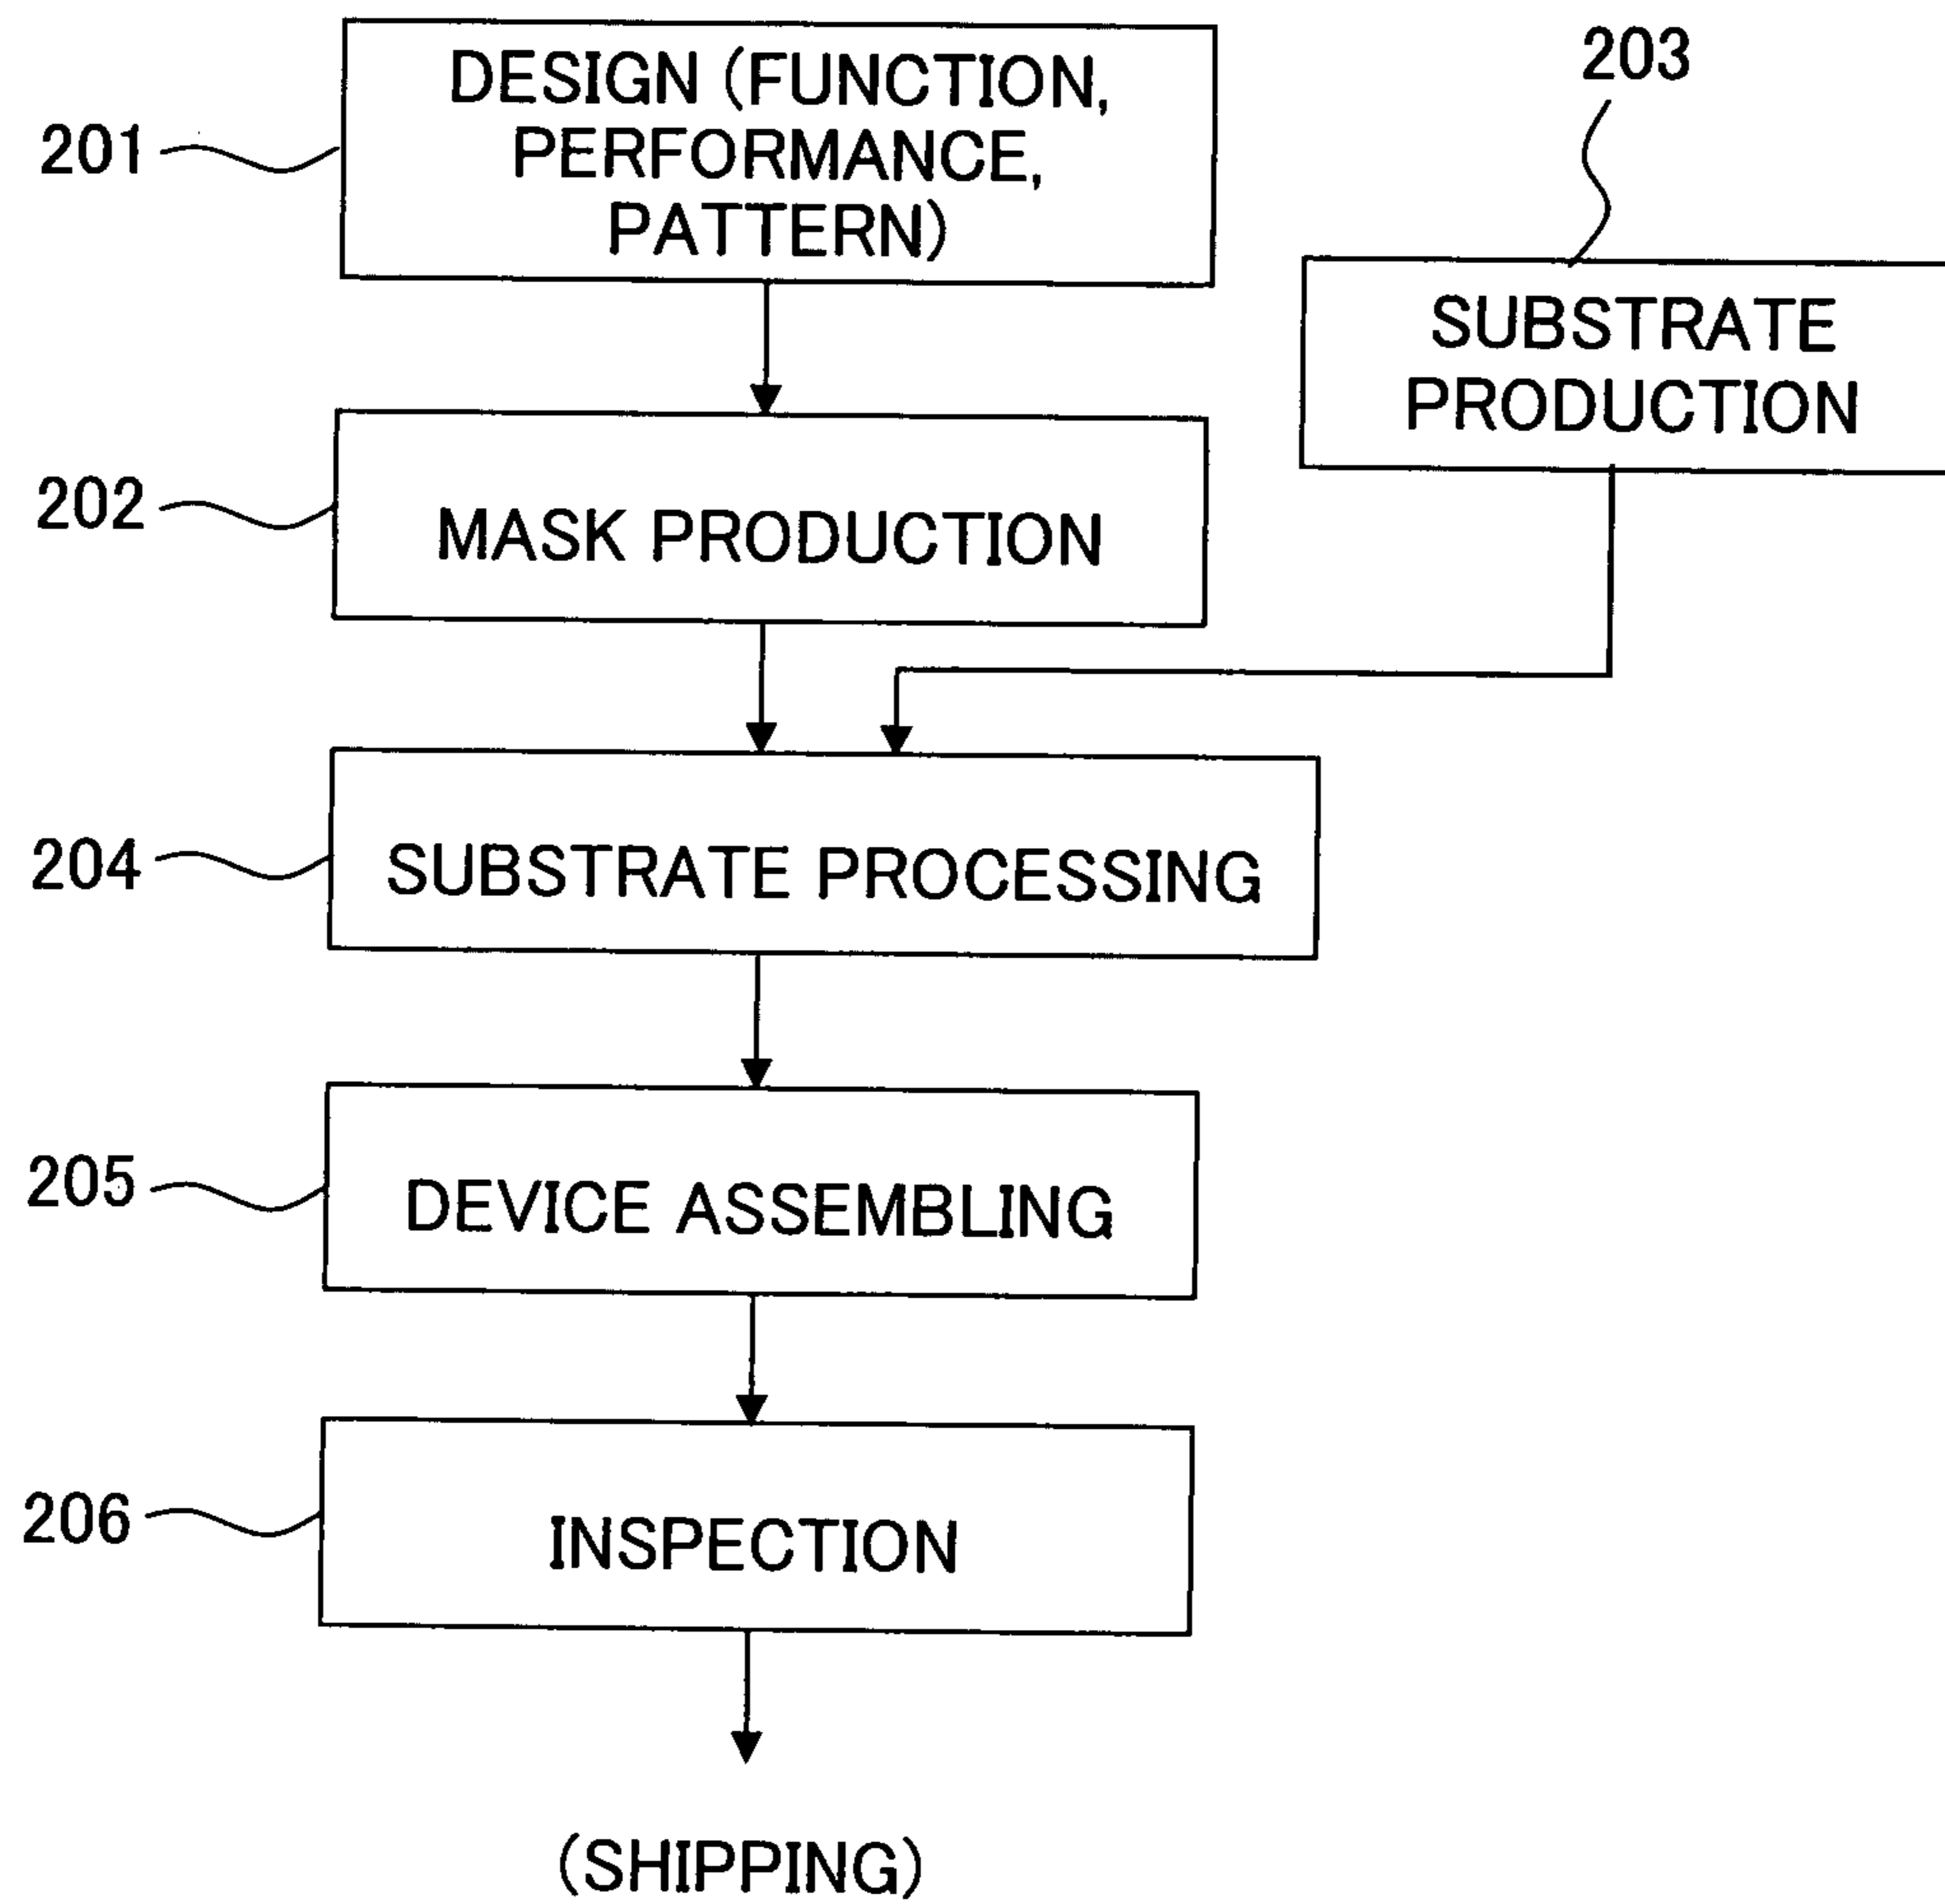 201
DESIGN (FUNCTION,
PERFORMANCE,
PATTERN)
203
SUBSTRATE
PRODUCTION
202
MASK PRODUCTION
204
SUBSTRATE PROCESSING
205
DEVICE ASSEMBLING
206
INSPECTION
(SHIPPING)